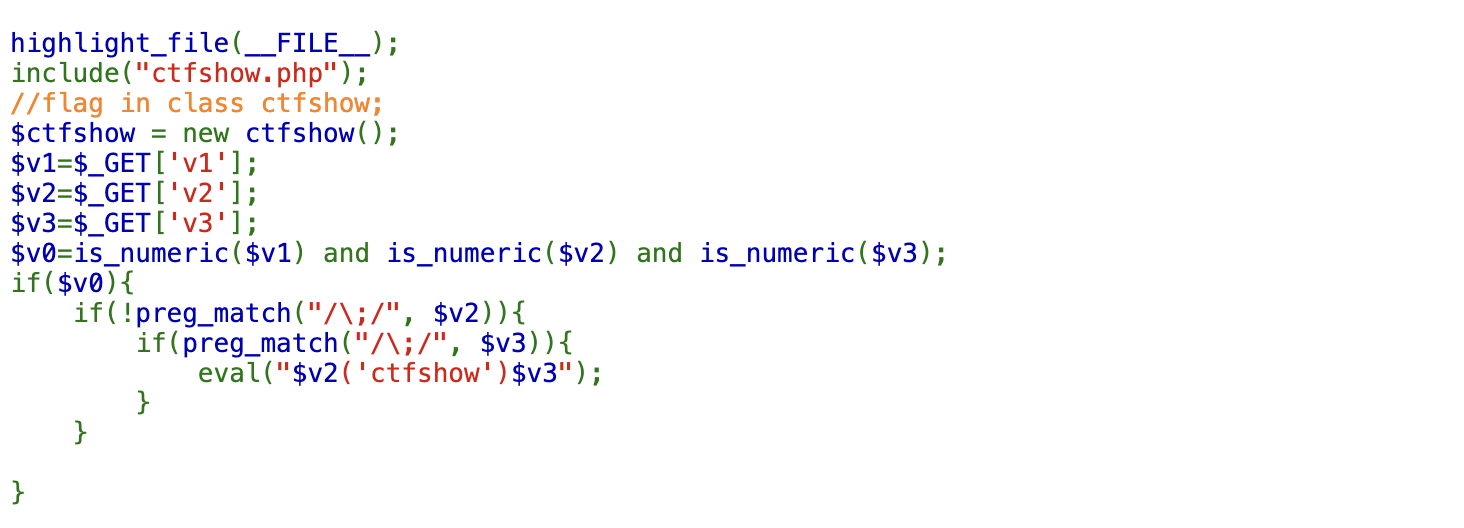 highlight_file(__FILE__);
include("ctfshow.php");
//flag in class ctfshow;
$ctfshow = new ctfshow();
$v1=$_GET['v1'];
$v2=$_GET['v2'];
$v3=$_GET['v3'];
$v0=is_numeric($v1) and is_numeric($v2) and is_numeric($v3);
if($v0){
    if(!preg_match("/\;/", $v2)){
        if(preg_match("/\;/", $v3)){
            eval("$v2('ctfshow')$v3");
        }
    }
}